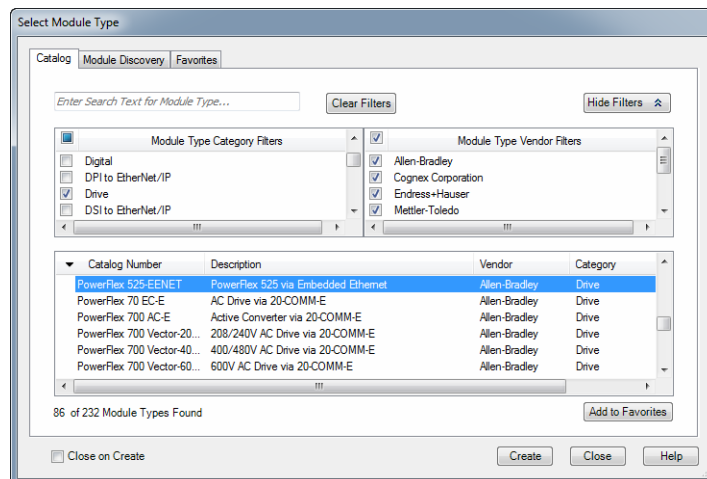 Select Module Type
Catalog Module Discovery Favorites
Enter Search Text for Module Type... Clear Filters Hide Filters
Module Type Category Filters Module Type Vendor Filters
Digital Allen-Bradley
DPI to EtherNet/IP Cognex Corporation
Drive Endress+Hauser
DSI to EtherNet/IP Mettler-Toledo
Catalog Number Description Vendor Category
PowerFlex 525-EENET PowerFlex 525 via Embedded Ethernet Allen-Bradley Drive
PowerFlex 70 EC-E AC Drive via 20-COMM-E Allen-Bradley Drive
PowerFlex 700 AC-E Active Converter via 20-COMM-E Allen-Bradley Drive
PowerFlex 700 Vector-20... 208/240V AC Drive via 20-COMM-E Allen-Bradley Drive
PowerFlex 700 Vector-40... 400/480V AC Drive via 20-COMM-E Allen-Bradley Drive
PowerFlex 700 Vector-60... 600V AC Drive via 20-COMM-E Allen-Bradley Drive
86 of 232 Module Types Found Add to Favorites
Close on Create Create Close Help